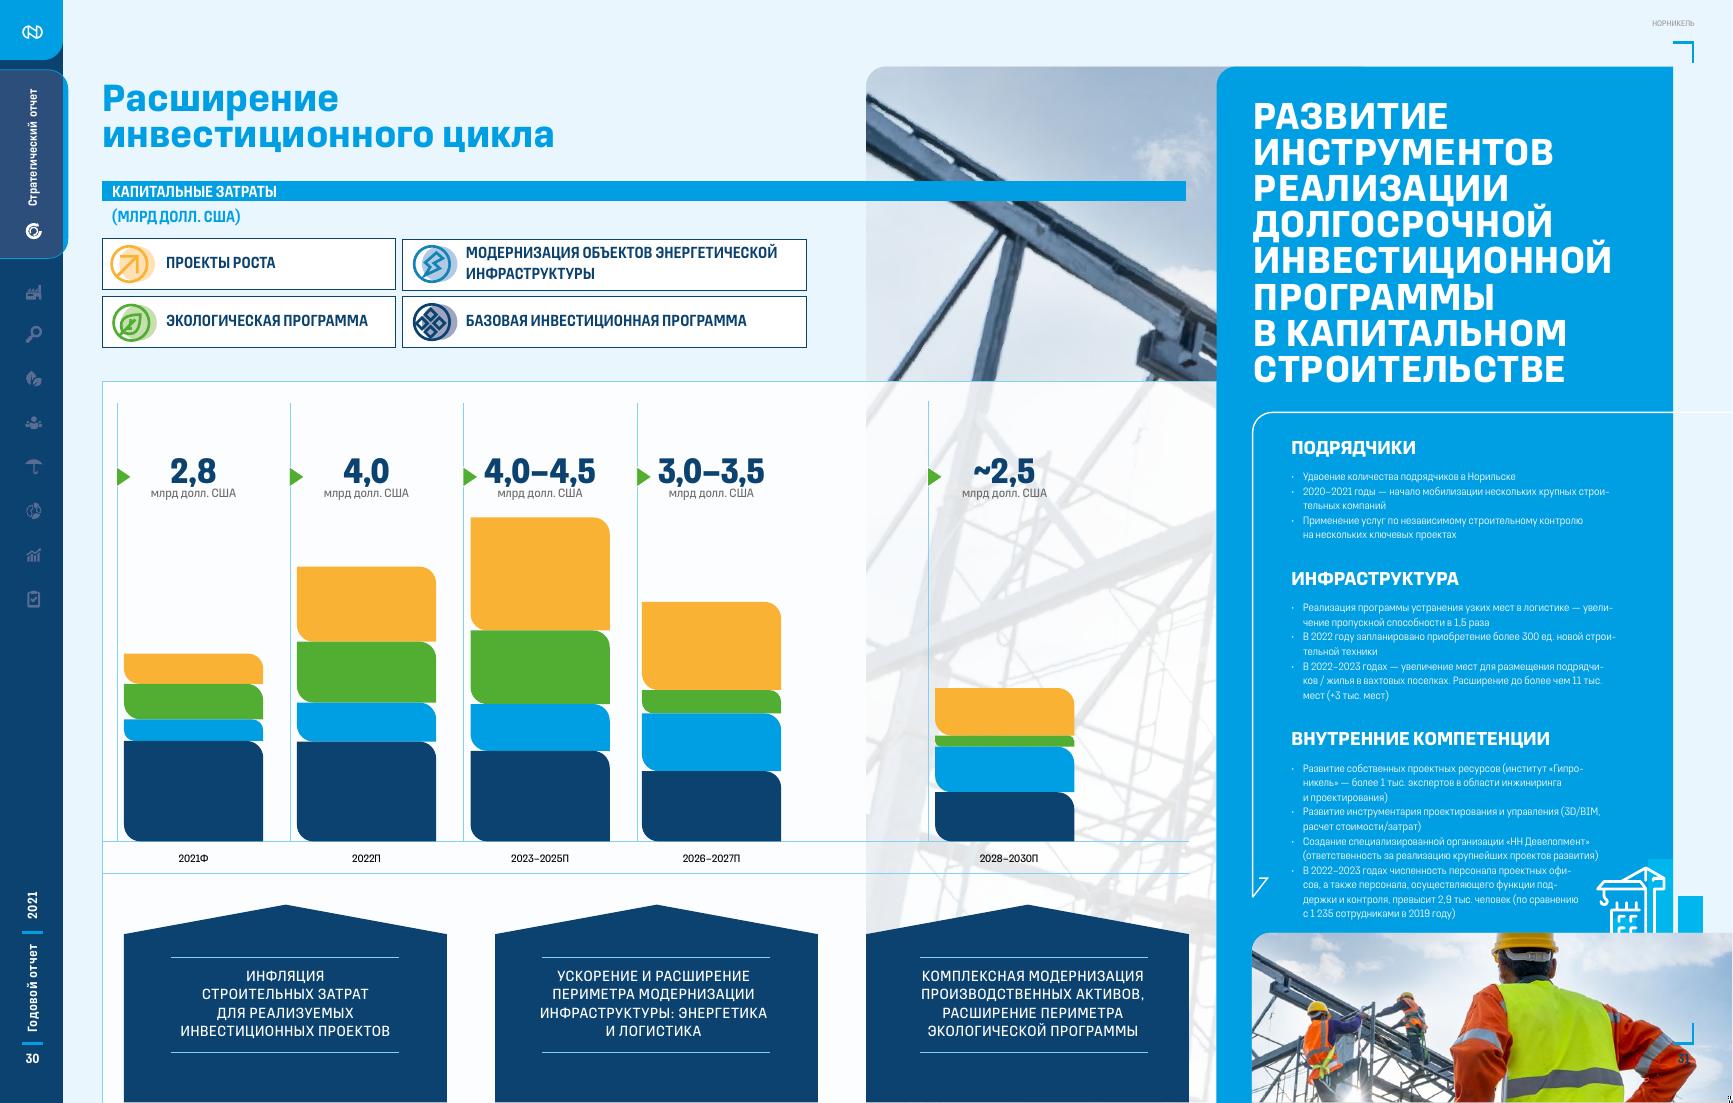 НОРНИКЕЛЬ
Стратегический отчет
Расширение
инвестиционного цикла
КАПИТАЛЬНЫЕ ЗАТРАТЫ
(МЛРД ДОЛЛ. США)
ПРОЕКТЫ РОСТА
МОДЕРНИЗАЦИЯ ОБЪЕКТОВ ЭНЕРГЕТИЧЕСКОЙ
ИНФРАСТРУКТУРЫ
ЭКОЛОГИЧЕСКАЯ ПРОГРАММА
БАЗОВАЯ ИНВЕСТИЦИОННАЯ ПРОГРАММА
2,8
млрд долл. США
4,0
млрд долл. США
4,0–4,5
млрд долл. США
3,0–3,5
млрд долл. США
~2,5
млрд долл. США
2021Ф
2022П
2023–2025П
2026–2027П
2028–2030П
ИНФЛЯЦИЯ
СТРОИТЕЛЬНЫХ ЗАТРАТ
ДЛЯ РЕАЛИЗУЕМЫХ
ИНВЕСТИЦИОННЫХ ПРОЕКТОВ
УСКОРЕНИЕ И РАСШИРЕНИЕ
ПЕРИМЕТРА МОДЕРНИЗАЦИИ
ИНФРАСТРУКТУРЫ: ЭНЕРГЕТИКА
И ЛОГИСТИКА
КОМПЛЕКСНАЯ МОДЕРНИЗАЦИЯ
ПРОИЗВОДСТВЕННЫХ АКТИВОВ,
РАСШИРЕНИЕ ПЕРИМЕТРА
ЭКОЛОГИЧЕСКОЙ ПРОГРАММЫ
РАЗВИТИЕ
ИНСТРУМЕНТОВ
РЕАЛИЗАЦИИ
ДОЛГОСРОЧНОЙ
ИНВЕСТИЦИОННОЙ
ПРОГРАММЫ
В КАПИТАЛЬНОМ
СТРОИТЕЛЬСТВЕ
ПОДРЯДЧИКИ
• Удвоение количества подрядчиков в Норильске
• 2020–2021 годы — начало мобилизации нескольких крупных строи-
тельных компаний
• Применение услуг по независимому строительному контролю
на нескольких ключевых проектах
ИНФРАСТРУКТУРА
• Реализация программы устранения узких мест в логистике — увели-
чение пропускной способности в 1,5 раза
• В 2022 году запланировано приобретение более 300 ед. новой строи-
тельной техники
• В 2022–2023 годах — увеличение мест для размещения подрядчи-
ков / жилья в вахтовых поселках. Расширение до более чем 11 тыс.
мест (+3 тыс. мест)
ВНУТРЕННИЕ КОМПЕТЕНЦИИ
• Развитие собственных проектных ресурсов (институт «Гипро-
никель» — более 1 тыс. экспертов в области инжиниринга
и проектирования)
• Развитие инструментария проектирования и управления (3D/BIM,
расчет стоимости/затрат)
• Создание специализированной организации «НН Девелопмент»
(ответственность за реализацию крупнейших проектов развития)
• В 2022–2023 годах численность персонала проектных офи-
сов, а также персонала, осуществляющего функции под-
держки и контроля, превысит 2,9 тыс. человек (по сравнению
с 1 235 сотрудниками в 2019 году)
Годовой отчет 2021
30
31